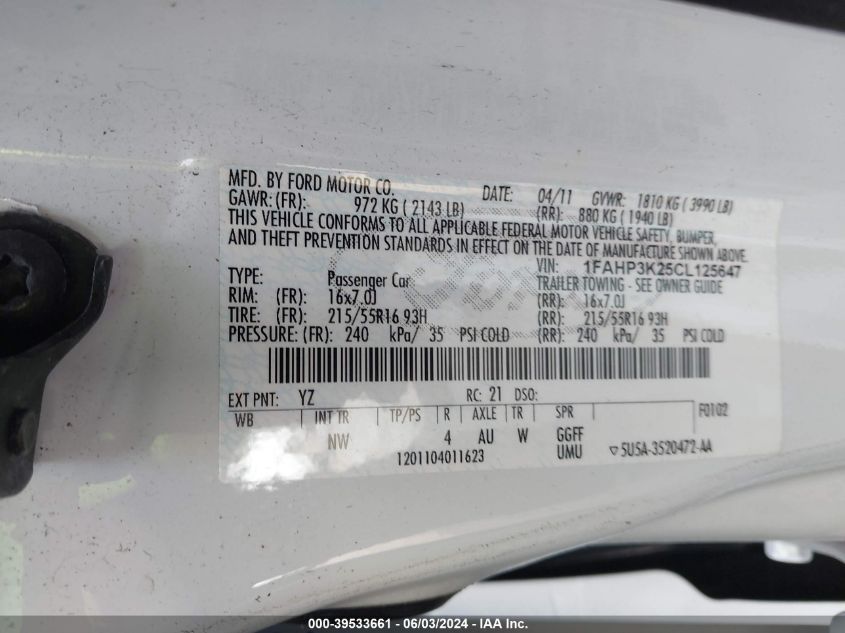 MFD. BY FORD MOTOR CO. DATE: 04/11 GVWR: 1810 KG ( 3990 LB)
GAWR: (FR): 972 KG ( 2143 LB) (RR): 880 KG ( 1940 LB)
THIS VEHICLE CONFORMS TO ALL APPLICABLE FEDERAL MOTOR VEHICLE SAFETY, BUMPER,
AND THEFT PREVENTION STANDARDS IN EFFECT ON THE DATE OF MANUFACTURE SHOWN ABOVE.
VIN: 1FAHP3K25CL125647
TYPE: Passenger Car TRAILER TOWING - SEE OWNER GUIDE
RIM: (FR): 16x7.0J (RR): 16x7.0J
TIRE: (FR): 215/55R16 93H (RR): 215/55R16 93H
PRESSURE: (FR): 240 kPa/ 35 PSI COLD (RR): 240 kPa/ 35 PSI COLD
EXT PNT: YZ RC: 21 DSO:
WB INT TR TP/PS R AXLE TR SPR F0102
NW 4 AU W GGFF
UMU ▽5U5A-3520472-AA
1201104011623
000-39533661 - 06/03/2024 - IAA Inc.